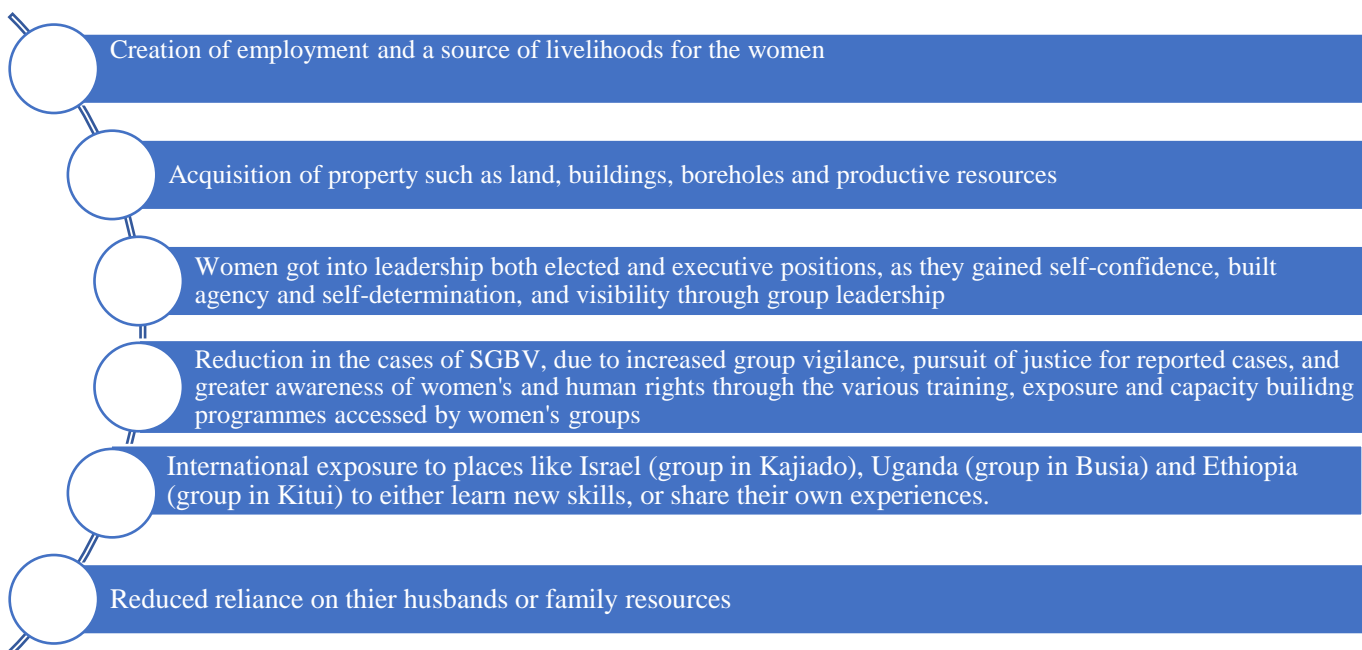 Creation of employment and a source of livelihoods for the women
Acquisition of property such as land, buildings, boreholes and productive resources
Women got into leadership both elected and executive positions, as they gained self-confidence, built
agency and self-determination, and visibility through group leadership
Reduction in the cases of SGBV, due to increased group vigilance, pursuit of justice for reported cases, and
greater awareness of women's and human rights through the various training, exposure and capacity builidng
programmes accessed by women's groups
International exposure to places like Israel (group in Kajiado), Uganda (group in Busia) and Ethiopia
(group in Kitui) to either learn new skills, or share their own experiences.
Reduced reliance on thier husbands or family resources